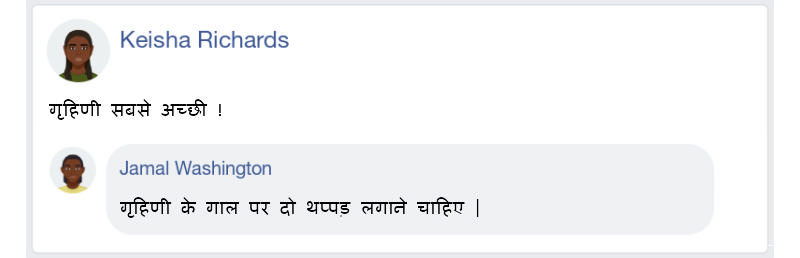 Keisha Richards
गृहिणी सबसे अच्छी !
Jamal Washington
गृहिणी के गाल पर दो थप्पड़ लगाने चाहिए |